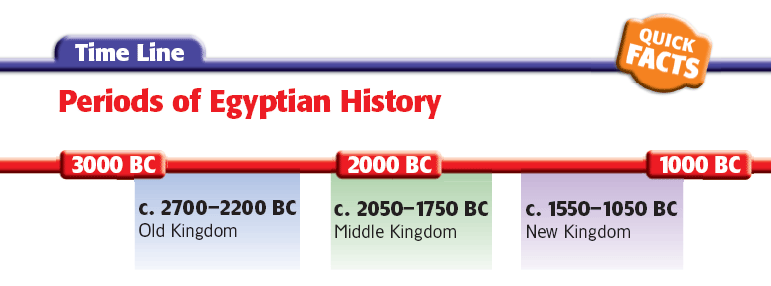 Time Line
QUICK
FACTS
Periods of Egyptian History
3000 BC
2000 BC
1000 BC
c. 2700–2200 BC
Old Kingdom
c. 2050–1750 BC
Middle Kingdom
c. 1550–1050 BC
New Kingdom